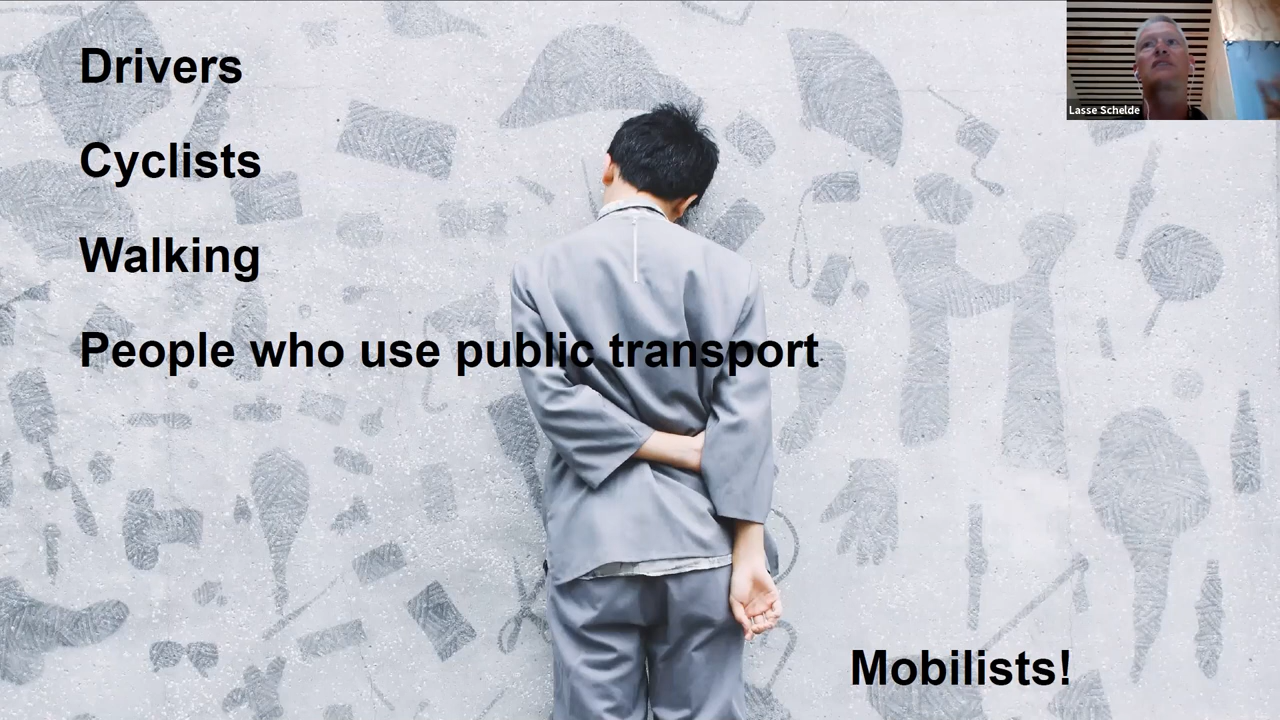 Drivers
Lasse Schelde
Cyclists
Walking
People who use public transport
Mobilists!